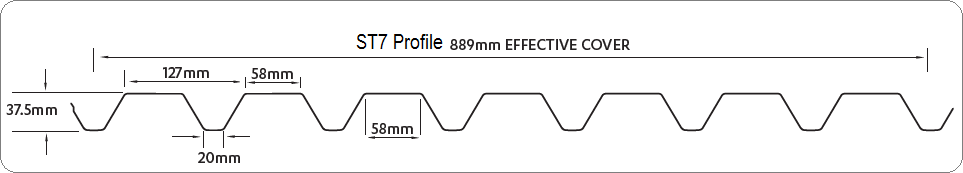 ST7 Profile 889mm EFFECTIVE COVER
127mm 58mm
37.5mm
58mm
20mm